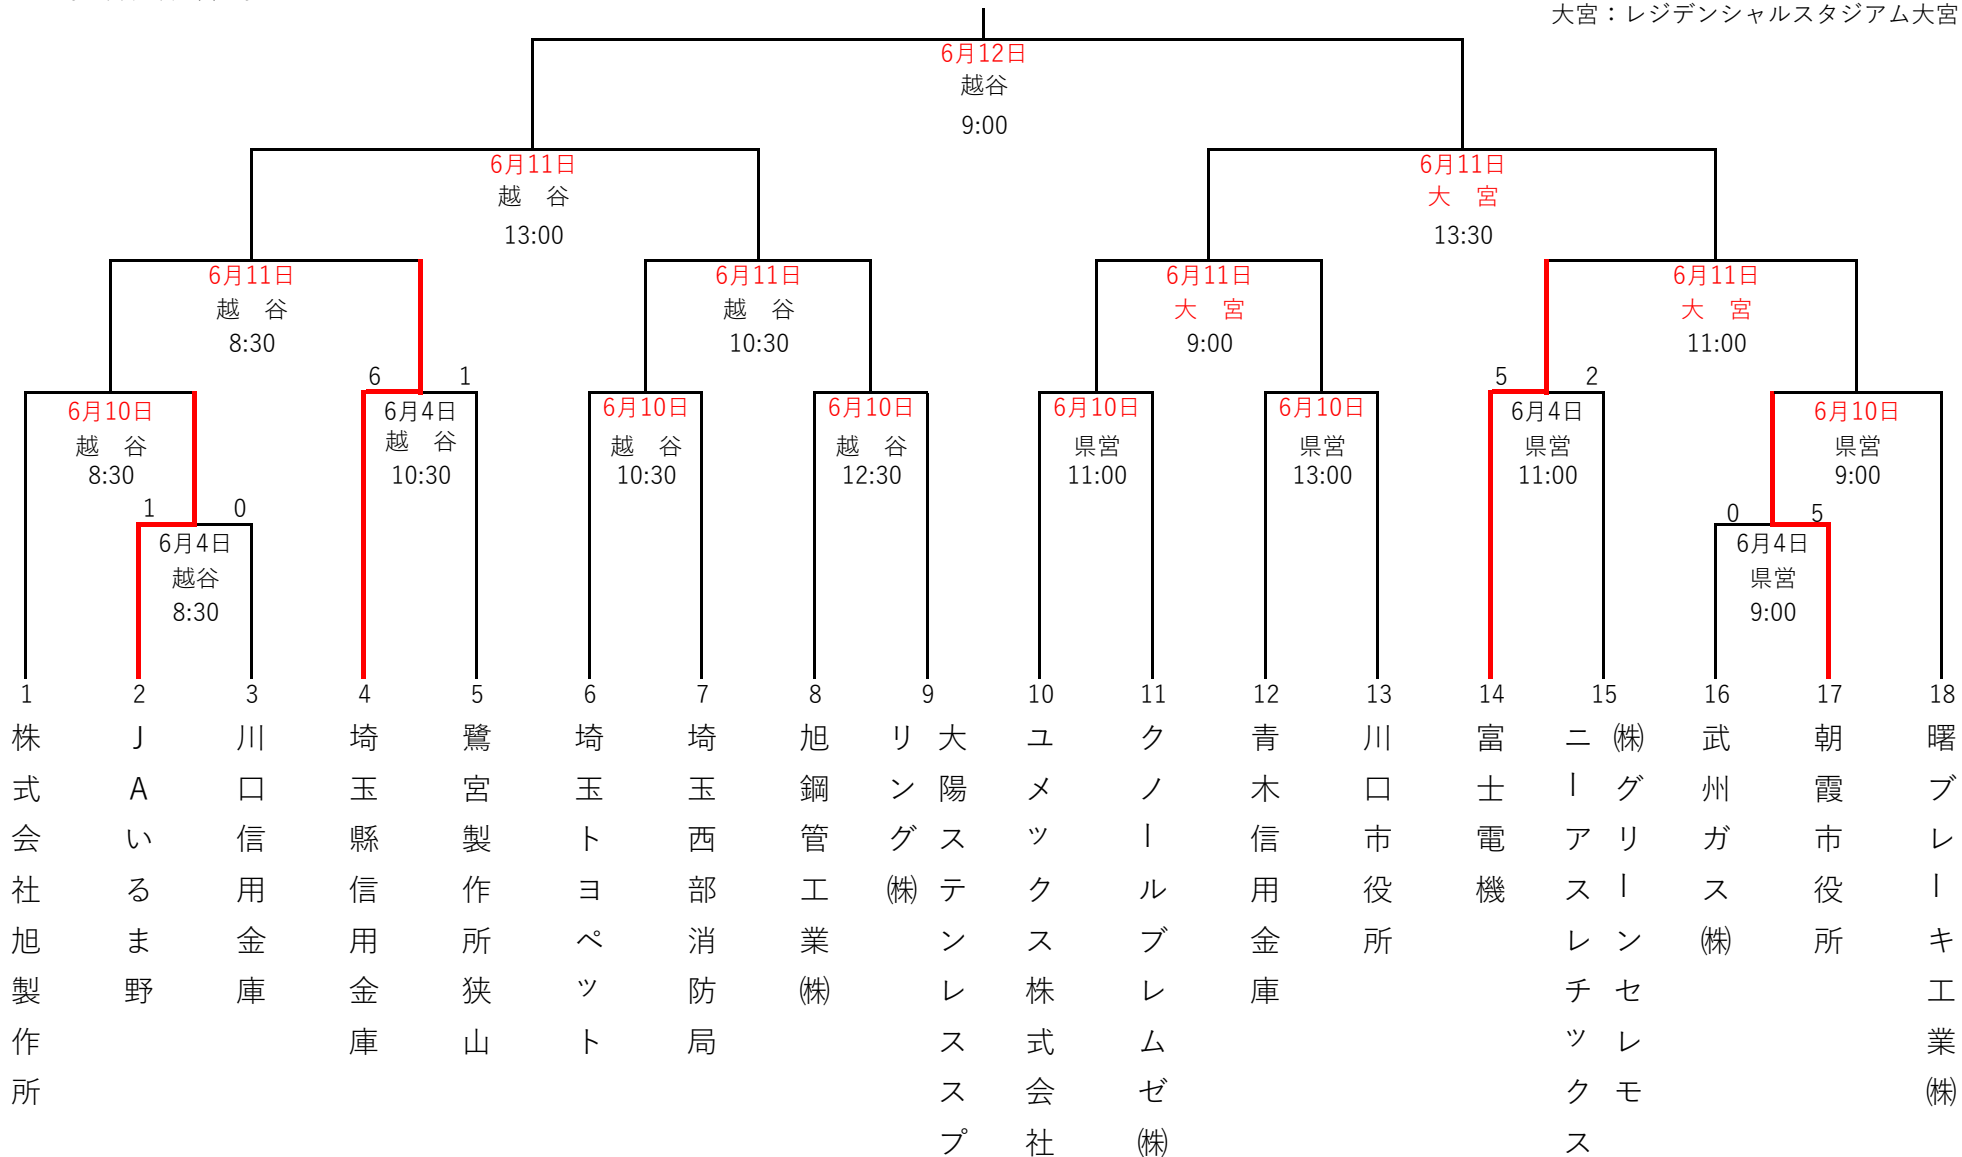 大宮：レジデンシャルスタジアム大宮
6月12日
越谷
9:00
6月11日
越　谷
13:00
6月11日
大　宮
13:30
6月11日
越　谷
8:30
6月11日
越　谷
10:30
6月11日
大　宮
9:00
6月11日
大　宮
11:00
6 1
5 2
6月10日
越　谷
8:30
6月4日
越　谷
10:30
6月10日
越　谷
10:30
6月10日
越　谷
12:30
6月10日
県営
11:00
6月10日
県営
13:00
6月4日
県営
11:00
6月10日
県営
9:00
1 0
6月4日
越谷
8:30
0 5
6月4日
県営
9:00
1
株式会社旭製作所
2
JAいるま野
3
川口信用金庫
4
埼玉縣信用金庫
5
鷺宮製作所狭山
6
埼玉トヨペット
7
埼玉西部消防局
8
旭鋼管工業㈱
9
大陽ステンレススプ
リング㈱
10
ユメックス株式会社
11
クノールブレムゼ㈱
12
青木信用金庫
13
川口市役所
14
富士電機
15
㈱グリーンセレモ
ニーアスレチックス
16
武州ガス㈱
17
朝霞市役所
18
曙ブレーキ工業㈱